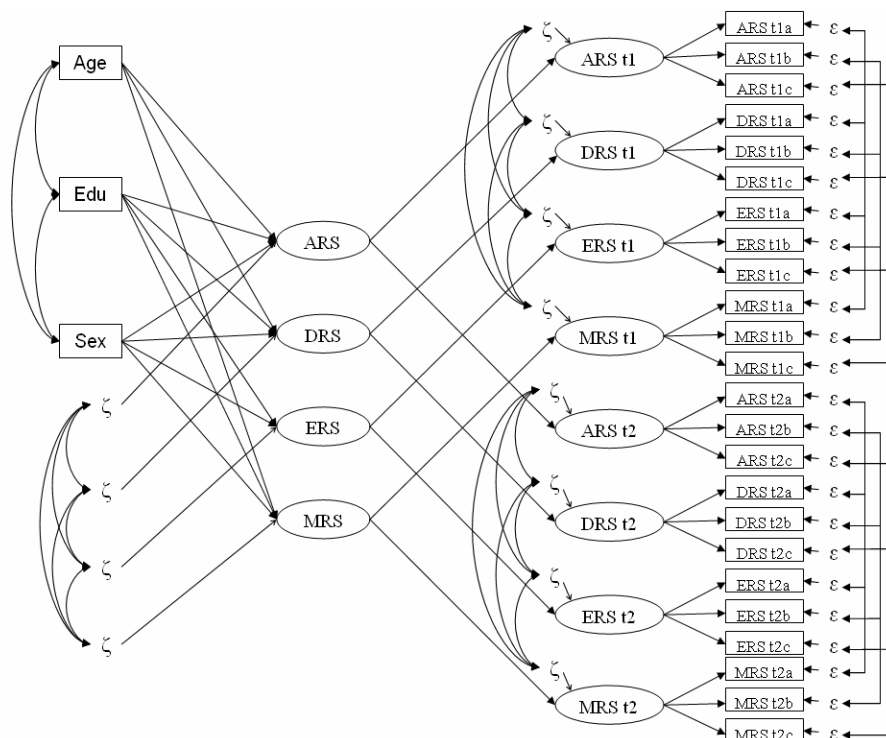 Age
Edu
Sex
ζ
ζ
ζ
ζ
ARS
DRS
ERS
MRS
ζ
ARS t1
ζ
DRS t1
ζ
ERS t1
ζ
MRS t1
ζ
ARS t2
ζ
DRS t2
ζ
ERS t2
ζ
MRS t2
ARS t1a ε
ARS t1b ε
ARS t1c ε
DRS t1a ε
DRS t1b ε
DRS t1c ε
ERS t1a ε
ERS t1b ε
ERS t1c ε
MRS t1a ε
MRS t1b ε
MRS t1c ε
ARS t2a ε
ARS t2b ε
ARS t2c ε
DRS t2a ε
DRS t2b ε
DRS t2c ε
ERS t2a ε
ERS t2b ε
ERS t2c ε
MRS t2a ε
MRS t2b ε
MRS t2c ε